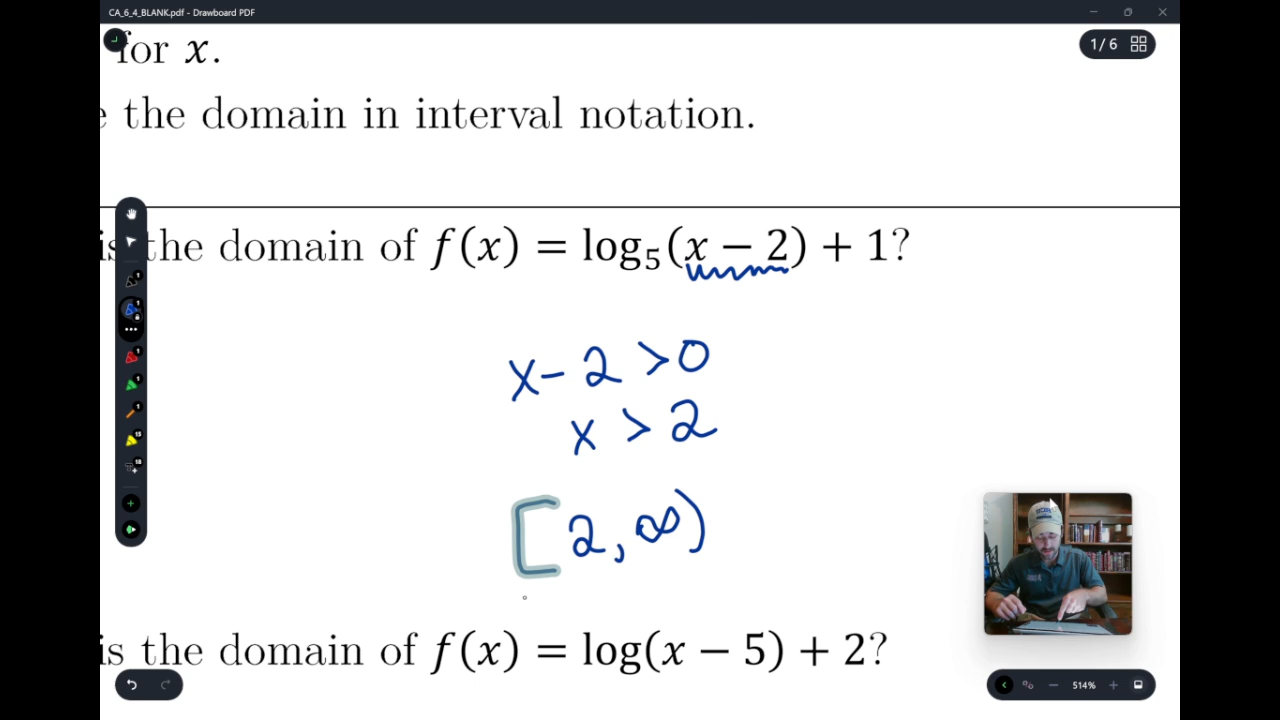 CA_6_4_BLANK.pdf - Drawboard PDF
for x.
1/6
e the domain in interval notation.
is the domain of f(x) = log₅(x − 2) + 1?
x - 2 > 0
x > 2
[2, ∞)
is the domain of f(x) = log(x − 5) + 2?
514%